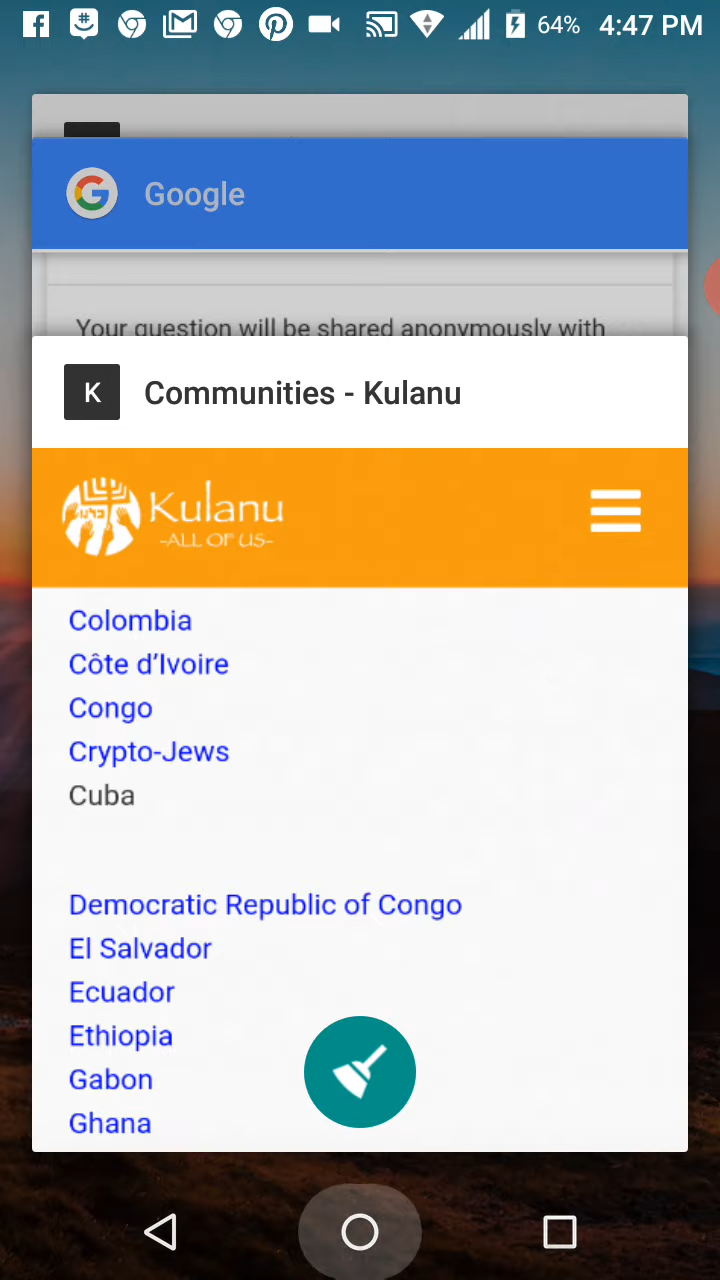 64% 4:47 PM
Google
Your question will be shared anonymously with
K Communities - Kulanu
Kulanu
-ALL OF US-
Colombia
Côte d’Ivoire
Congo
Crypto-Jews
Cuba
Democratic Republic of Congo
El Salvador
Ecuador
Ethiopia
Gabon
Ghana